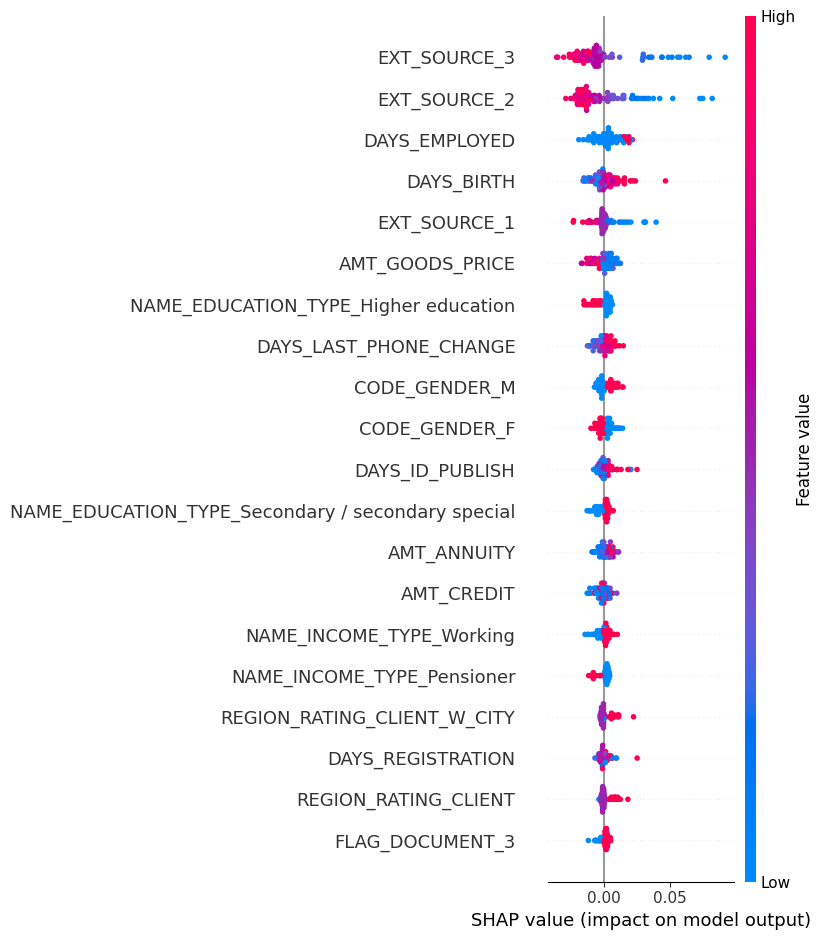 High
EXT_SOURCE_3
EXT_SOURCE_2
DAYS_EMPLOYED
DAYS_BIRTH
EXT_SOURCE_1
AMT_GOODS_PRICE
NAME_EDUCATION_TYPE_Higher education
DAYS_LAST_PHONE_CHANGE
CODE_GENDER_M
CODE_GENDER_F
DAYS_ID_PUBLISH
NAME_EDUCATION_TYPE_Secondary / secondary special
AMT_ANNUITY
AMT_CREDIT
NAME_INCOME_TYPE_Working
NAME_INCOME_TYPE_Pensioner
REGION_RATING_CLIENT_W_CITY
DAYS_REGISTRATION
REGION_RATING_CLIENT
FLAG_DOCUMENT_3
Feature value
Low
0.00 0.05
SHAP value (impact on model output)